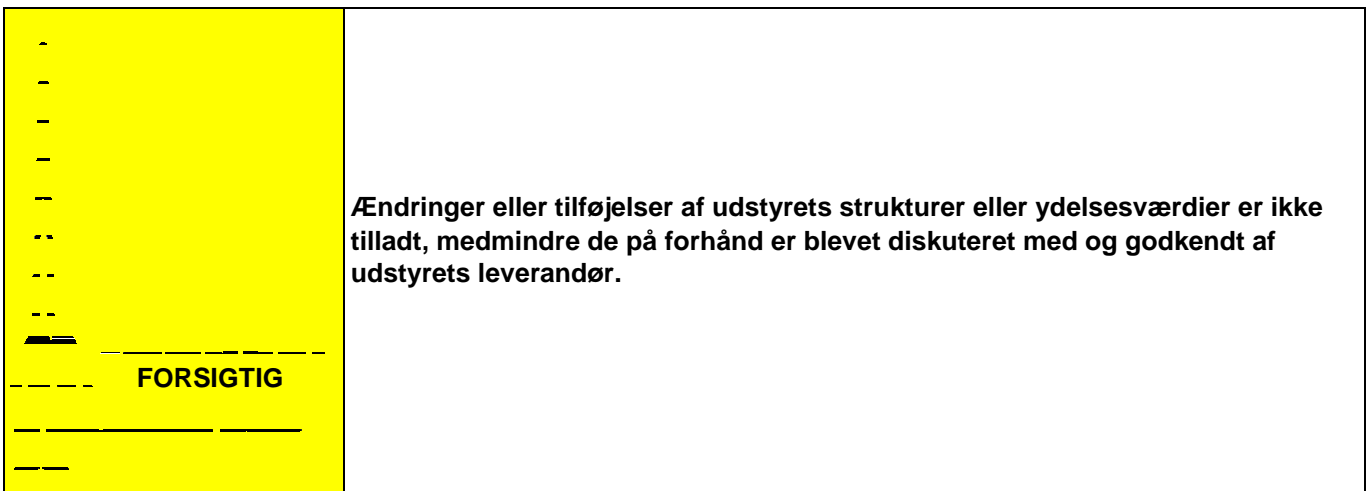 FORSIGTIG
Ændringer eller tilføjelser af udstyrets strukturer eller ydelsesværdier er ikke
tilladt, medmindre de på forhånd er blevet diskuteret med og godkendt af
udstyrets leverandør.